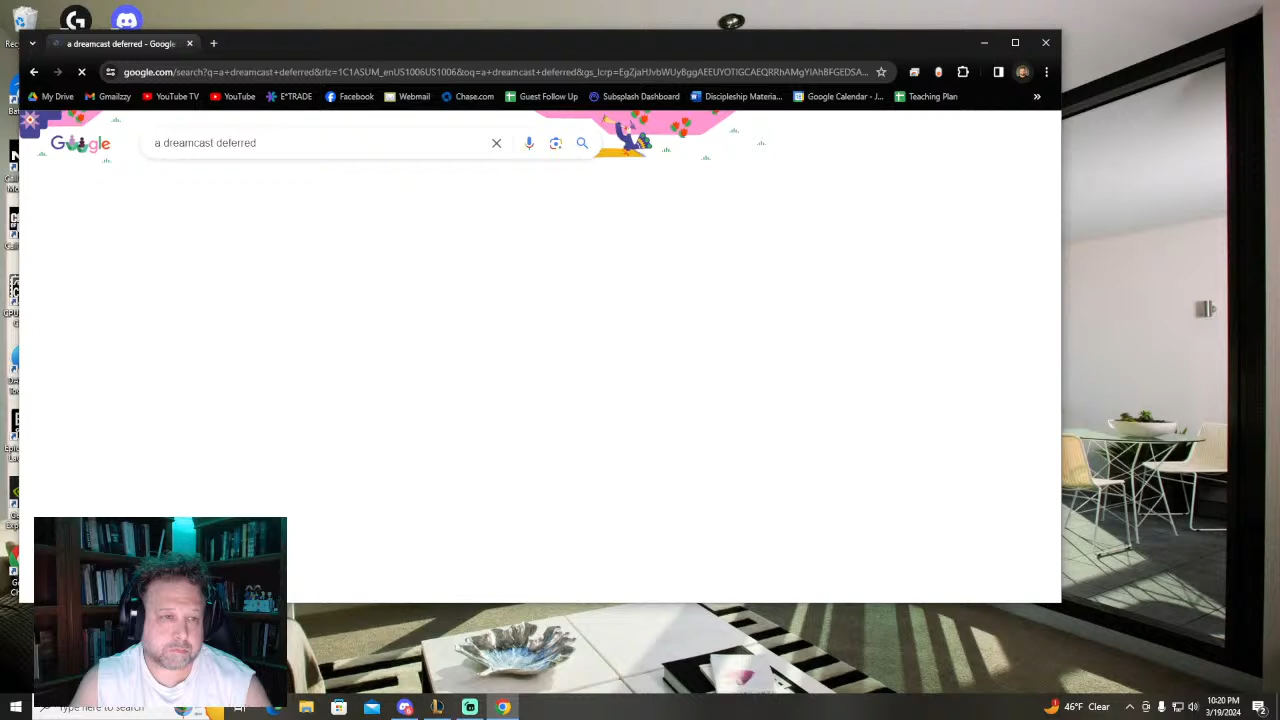 a dreamcast deferred - Google
google.com/search?q=a+dreamcast+deferred&rlz=1C1ASUM_enUS1006US1006&oq=a+dreamcast+deferred&gs_lcrp=EgZjaHJvbWUyBggAEEUYOTIGCAEQRRhAMgYIAhBFGEDSA...
My Drive
Gmailzzy
YouTube TV
YouTube
E*TRADE
Facebook
Webmail
Chase.com
Guest Follow Up
Subsplash Dashboard
Discipleship Materia...
Google Calendar - J...
Teaching Plan
»
Google
a dreamcast deferred
Type here to search
46°F Clear
10:20 PM
3/19/2024
2